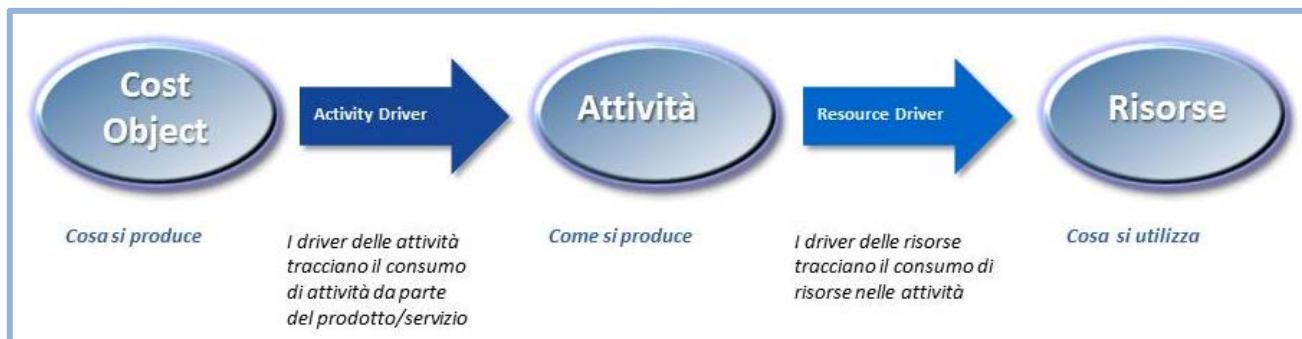 Cost
Object
Activity Driver
Attività
Resource Driver
Risorse
Cosa si produce
I driver delle attività
tracciano il consumo
di attività da parte
del prodotto/servizio
Come si produce
I driver delle risorse
tracciano il consumo di
risorse nelle attività
Cosa si utilizza